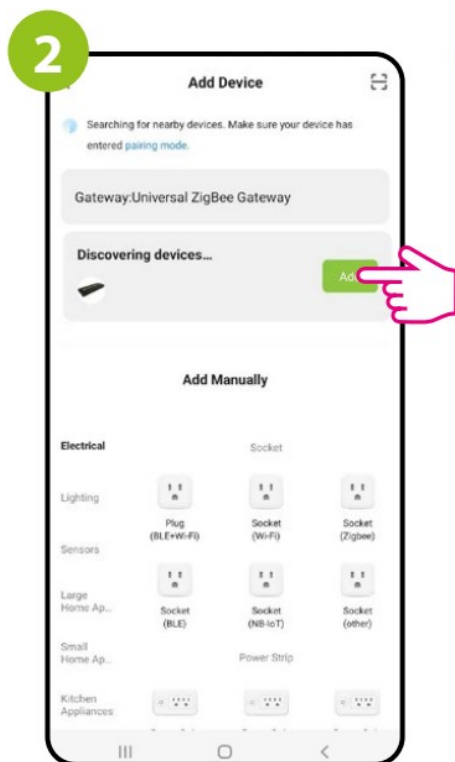 2
Add Device
Searching for nearby devices. Make sure your device has
entered pairing mode.
Gateway:Universal ZigBee Gateway
Discovering devices...
Add Manually
Electrical
Socket
Lighting
Plug
(BLE+Wi-Fi)
Socket
(Wi-Fi)
Socket
(Zigbee)
Sensors
Large
Home Ap...
Socket
(BLE)
Socket
(NB-IoT)
Socket
(other)
Small
Home Ap...
Power Strip
Kitchen
Appliances